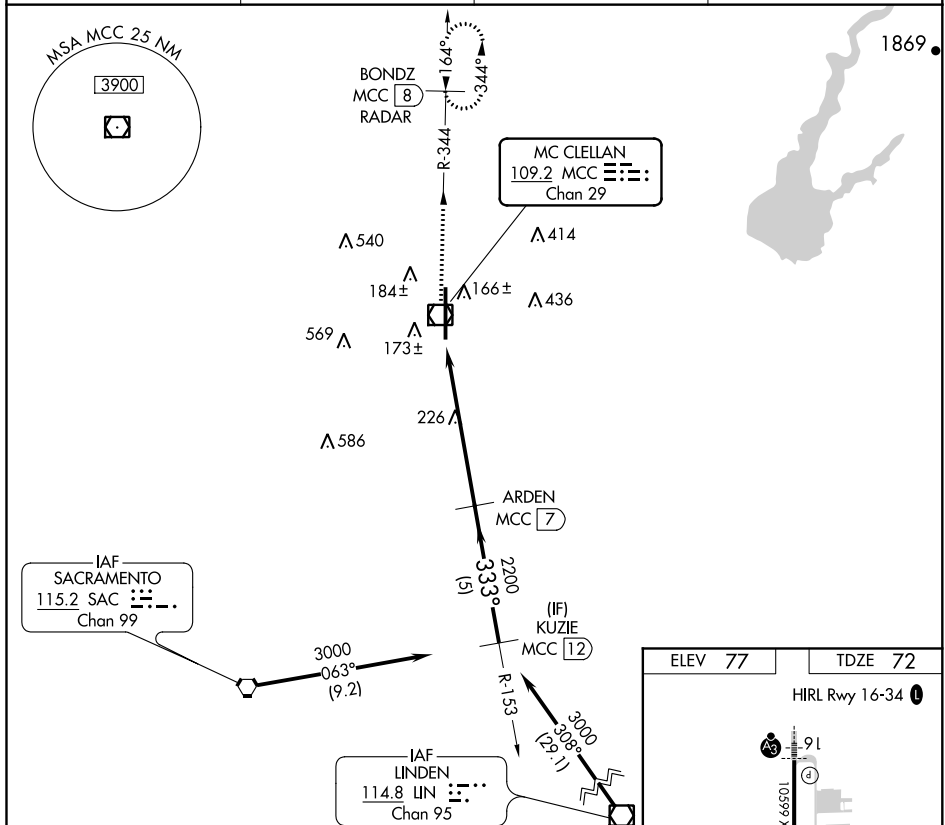 MSA MCC 25 NM
3900
164°
344°
1869
BONDZ
MCC 8
RADAR
R-344
MC CLELLAN
109.2 MCC
Chan 29
540
414
184±
166±
436
569
173±
226
586
ARDEN
MCC 7
2200
333°
(5)
IAF
SACRAMENTO
115.2 SAC
Chan 99
(IF)
KUZIE
MCC 12
3000
063°
(9.2)
R-153
3000
308°
(29.1)
IAF
LINDEN
114.8 LIN
Chan 95
ELEV 77
TDZE 72
HIRL Rwy 16-34 L
A3
16
P
10599 X